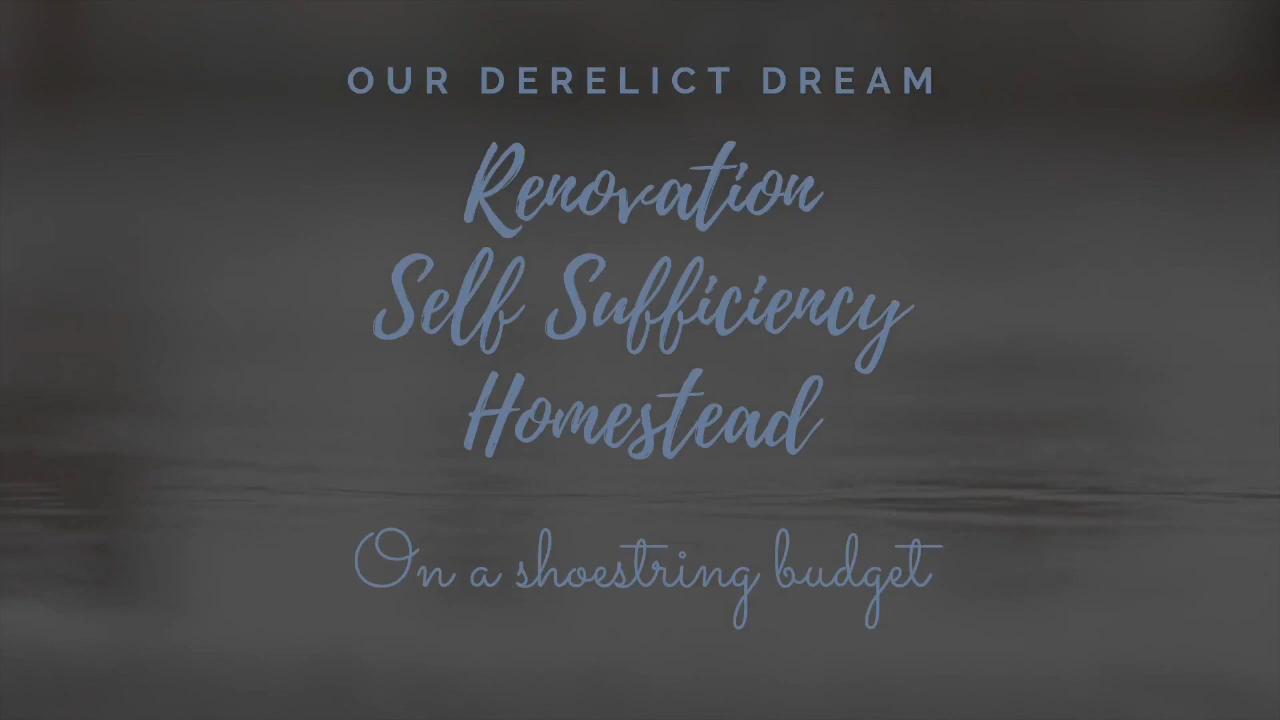 OUR DERELICT DREAM
Renovation
Self Sufficiency
Homestead
On a shoestring budget